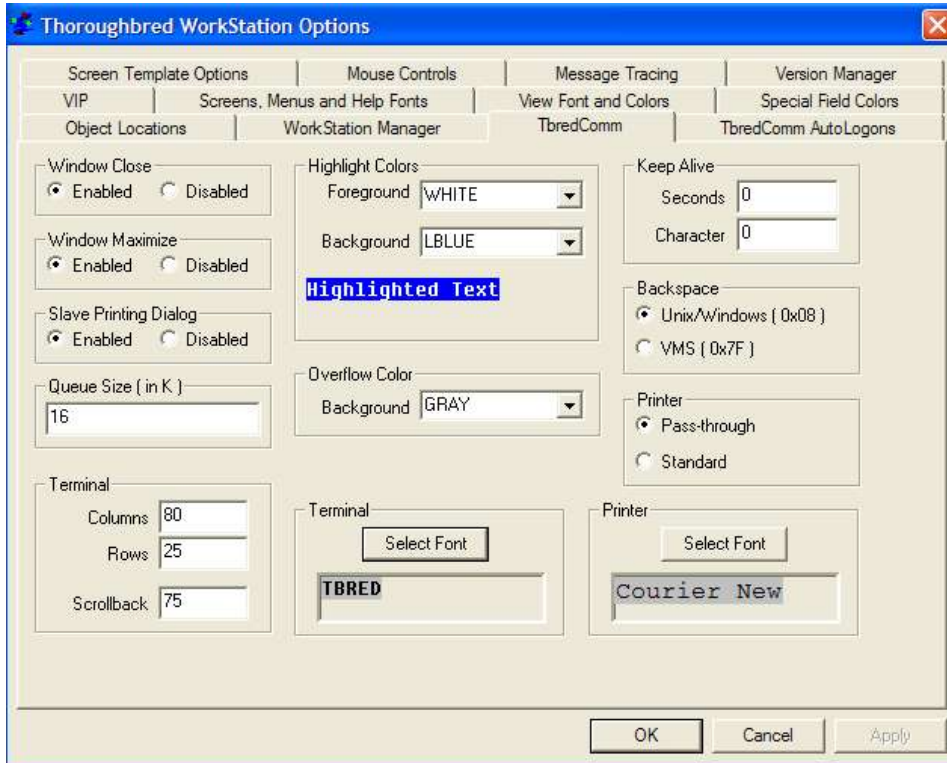 Thoroughbred WorkStation Options
Screen Template Options Mouse Controls Message Tracing Version Manager
VIP Screens, Menus and Help Fonts View Font and Colors Special Field Colors
Object Locations WorkStation Manager TbredComm TbredComm AutoLogons
Window Close
Enabled Disabled
Window Maximize
Enabled Disabled
Slave Printing Dialog
Enabled Disabled
Queue Size ( in K )
16
Terminal
Columns 80
Rows 25
Scrollback 75
Highlight Colors
Foreground WHITE
Background LBLUE
Highlighted Text
Overflow Color
Background GRAY
Terminal
Select Font
TBRED
Keep Alive
Seconds 0
Character 0
Backspace
Unix/Windows ( 0x08 )
VMS ( 0x7F )
Printer
Pass-through
Standard
Printer
Select Font
Courier New
OK Cancel Apply